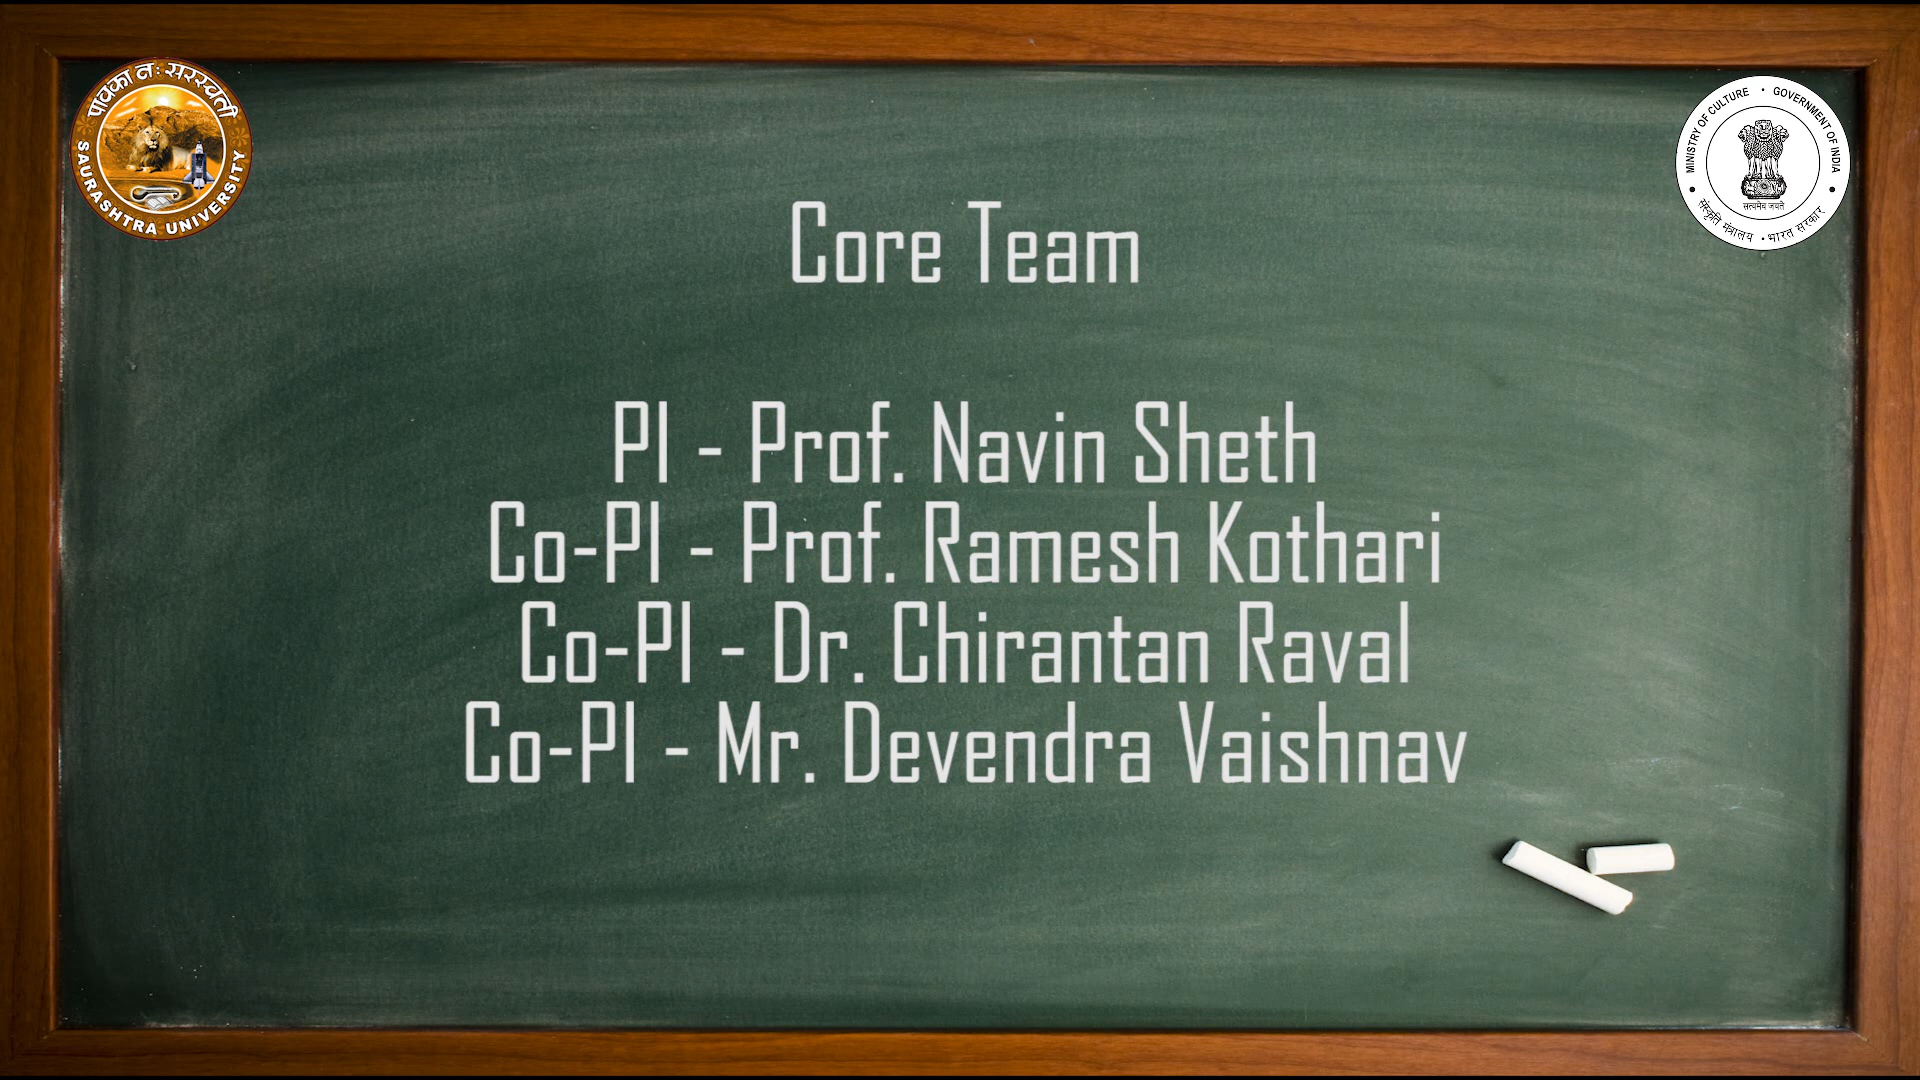 पावका नः सरस्वती
SAURASHTRA UNIVERSITY
MINISTRY OF CULTURE • GOVERNMENT OF INDIA
सत्यमेव जयते
संस्कृति मंत्रालय • भारत सरकार
Core Team
PI - Prof. Navin Sheth
Co-PI - Prof. Ramesh Kothari
Co-PI - Dr. Chirantan Raval
Co-PI - Mr. Devendra Vaishnav